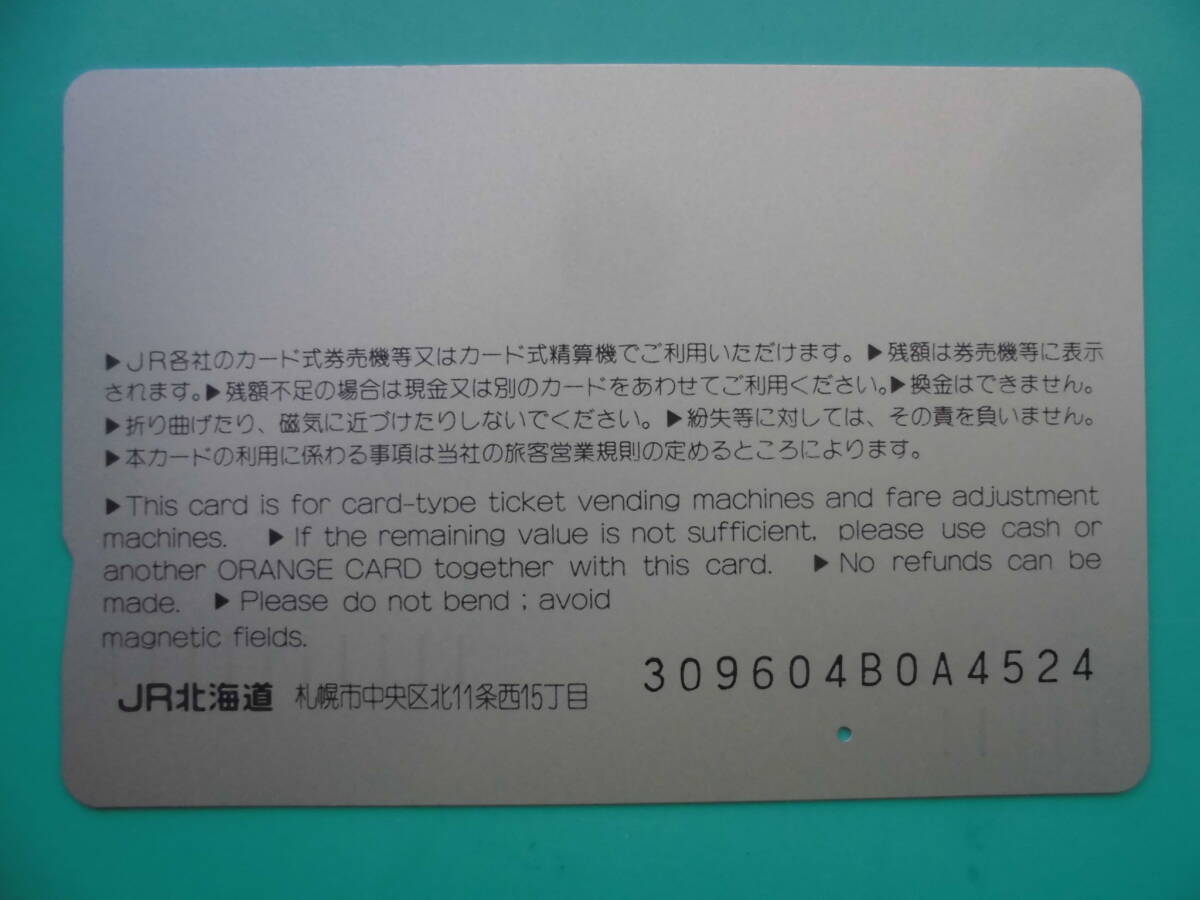 ▶JR各社のカード式券売機等又はカード式精算機でご利用いただけます。▶残額は券売機等に表示
されます。▶残額不足の場合は現金又は別のカードをあわせてご利用ください。▶換金はできません。
▶折り曲げたり、磁気に近づけたりしないでください。▶紛失等に対しては、その責を負いません。
▶本カードの利用に係わる事項は当社の旅客営業規則の定めるところによります。
▶This card is for card-type ticket vending machines and fare adjustment
machines. ▶If the remaining value is not sufficient, please use cash or
another ORANGE CARD together with this card. ▶No refunds can be
made. ▶Please do not bend; avoid
magnetic fields.
309604B0A4524
JR北海道 札幌市中央区北11条西15丁目